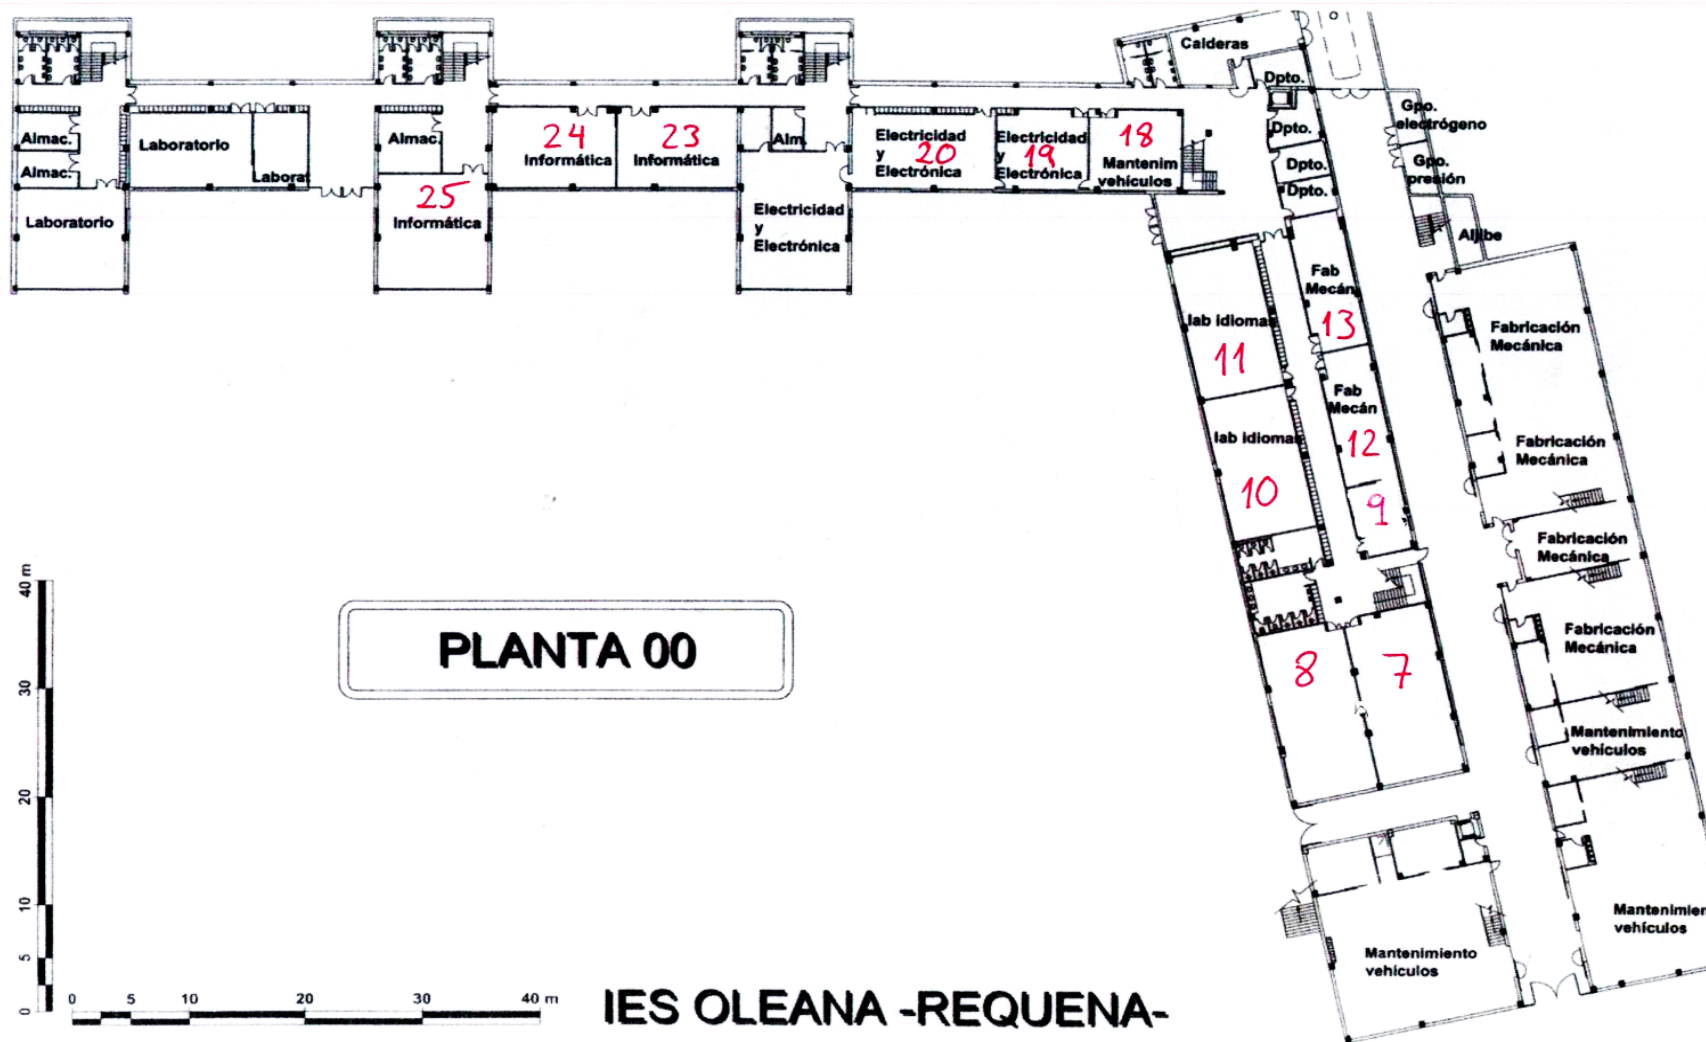 Calderas
Dpto.
Gpo.
electrógeno
Almac.
Laboratorio
Almac.
24
Informática
23
Informática
Alm.
Electricidad
y
Electrónica
20
Electricidad
y
Electrónica
19
18
Mantenim
vehículos
Dpto.
Dpto.
Dpto.
Gpo.
presión
Almac.
Laborat
Laboratorio
25
Informática
Electricidad
y
Electrónica
Aljibe
Fab
Mecán
13
lab idiomas
11
Fabricación
Mecánica
Fab
Mecán
12
lab idiomas
10
9
Fabricación
Mecánica
Fabricación
Mecánica
8
7
Fabricación
Mecánica
Mantenimiento
vehículos
Mantenimien
vehículos
Mantenimiento
vehículos
PLANTA 00
40 m
30
20
10
5
0
0 5 10 20 30 40 m
IES OLEANA -REQUENA-